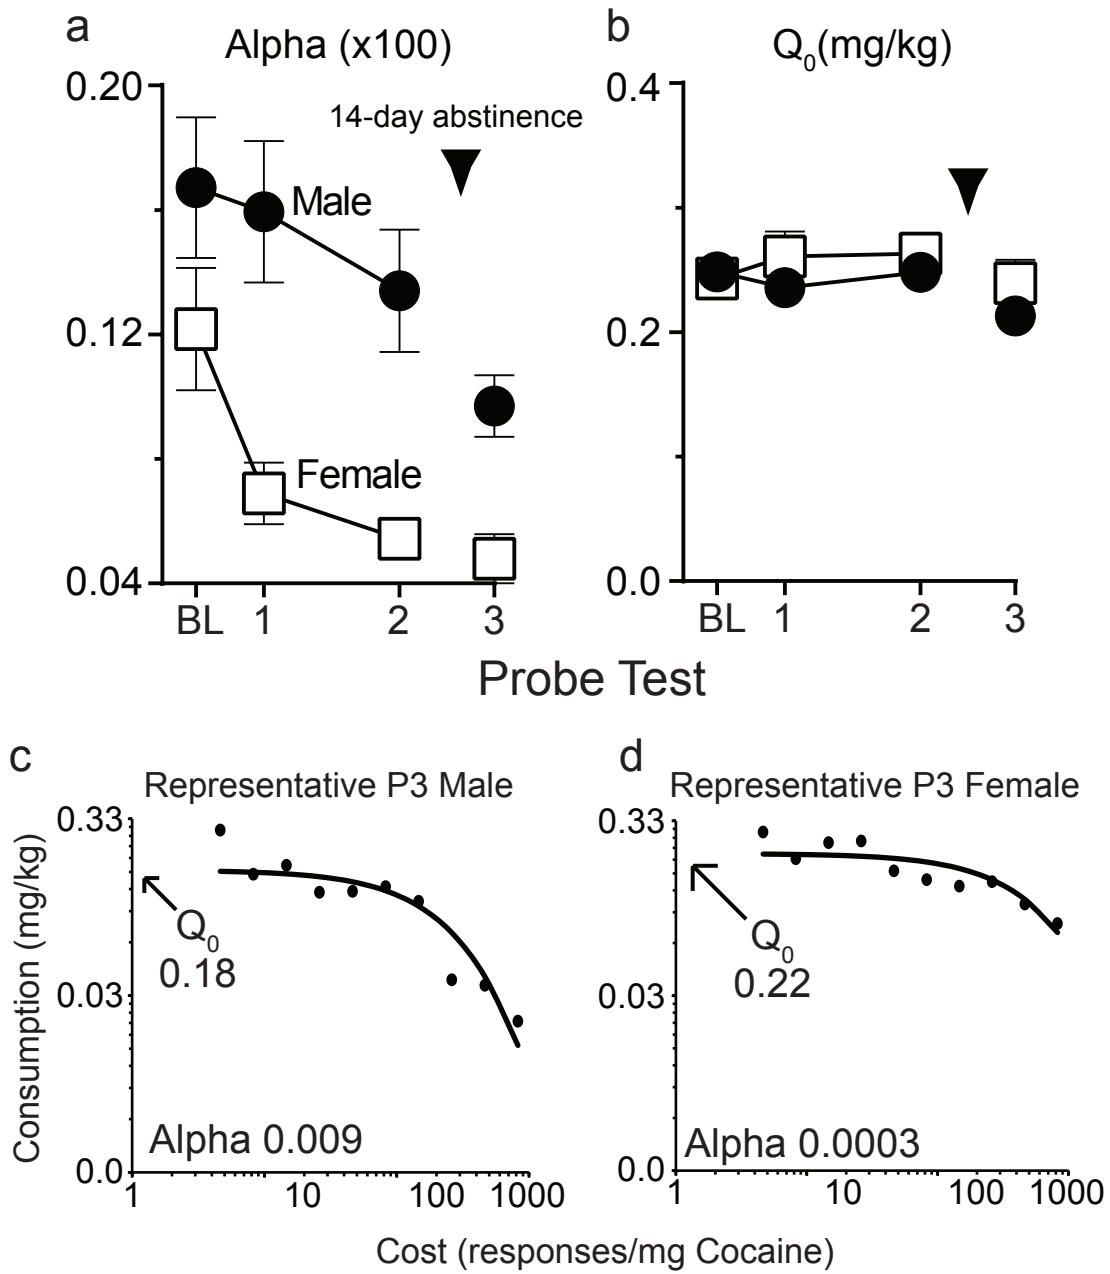 a
Alpha (x100)
0.20
0.12
0.04
14-day abstinence
Male
Female
BL 1 2 3
b
Q0(mg/kg)
0.4
0.2
0.0
BL 1 2 3
Probe Test
c
Representative P3 Male
0.33
0.03
0.0
Q0
0.18
Alpha 0.009
1 10 100 1000
d
Representative P3 Female
0.33
0.03
0.0
Q0
0.22
Alpha 0.0003
1 10 100 1000
Consumption (mg/kg)
Cost (responses/mg Cocaine)